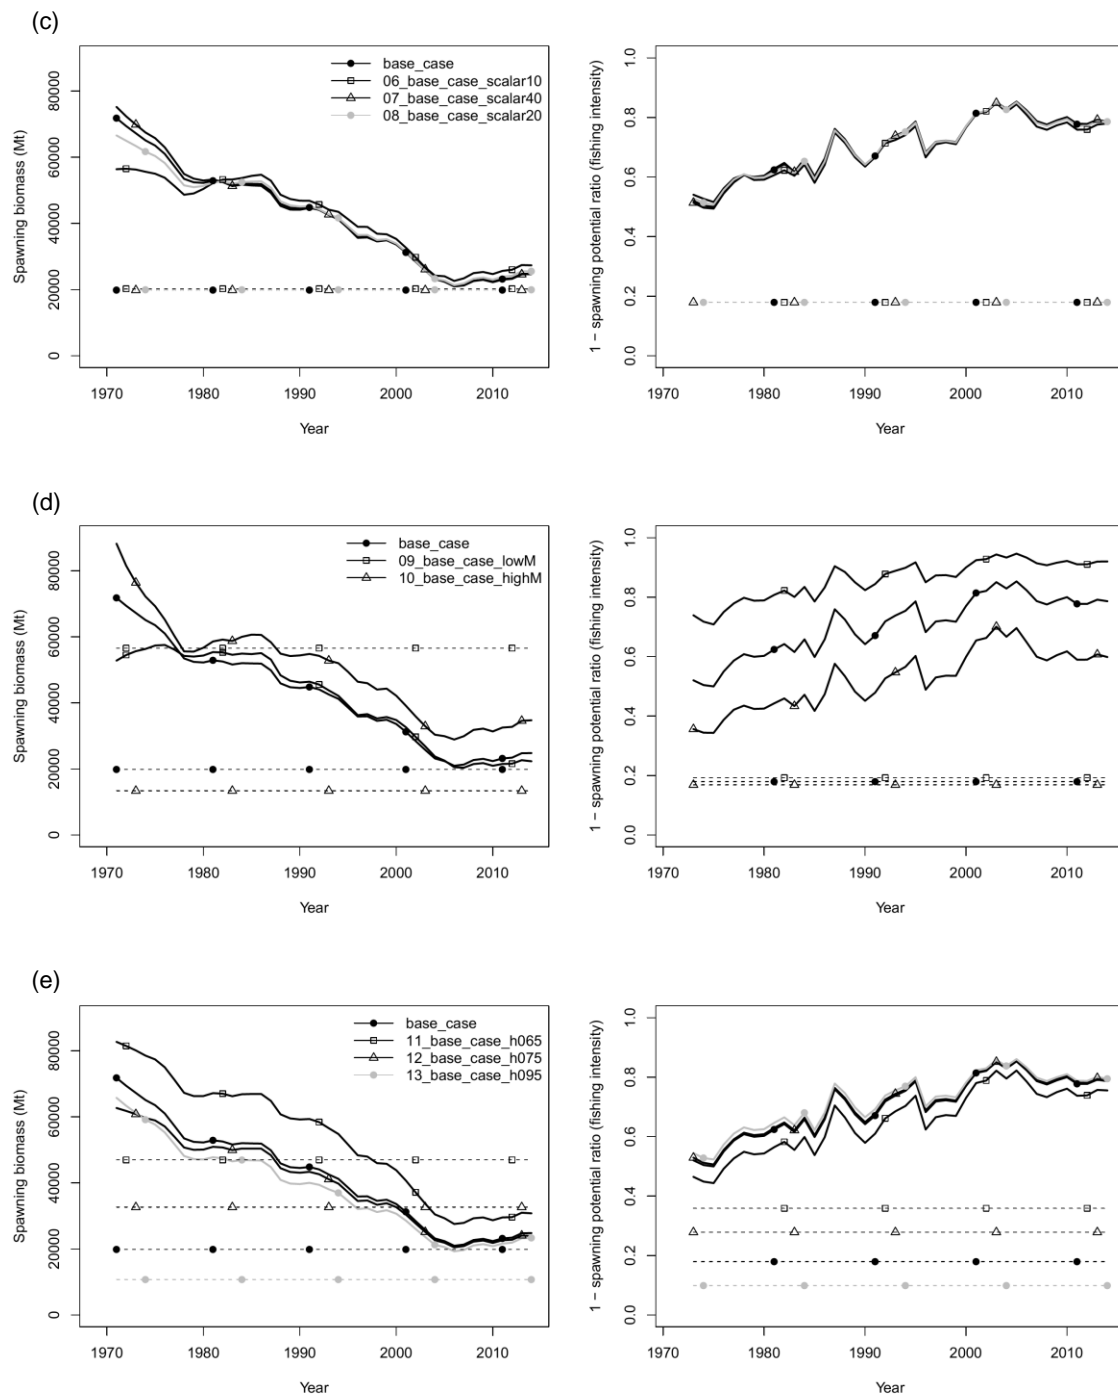 (c)
base_case
06_base_case_scalar10
07_base_case_scalar40
08_base_case_scalar20
Spawning biomass (Mt)
0
20000
40000
60000
80000
1970
1980
1990
2000
2010
Year
1 − spawning potential ratio (fishing intensity)
0.0
0.2
0.4
0.6
0.8
1.0
1970
1980
1990
2000
2010
Year
(d)
base_case
09_base_case_lowM
10_base_case_highM
Spawning biomass (Mt)
0
20000
40000
60000
80000
1970
1980
1990
2000
2010
Year
1 − spawning potential ratio (fishing intensity)
0.0
0.2
0.4
0.6
0.8
1.0
1970
1980
1990
2000
2010
Year
(e)
base_case
11_base_case_h065
12_base_case_h075
13_base_case_h095
Spawning biomass (Mt)
0
20000
40000
60000
80000
1970
1980
1990
2000
2010
Year
1 − spawning potential ratio (fishing intensity)
0.0
0.2
0.4
0.6
0.8
1.0
1970
1980
1990
2000
2010
Year